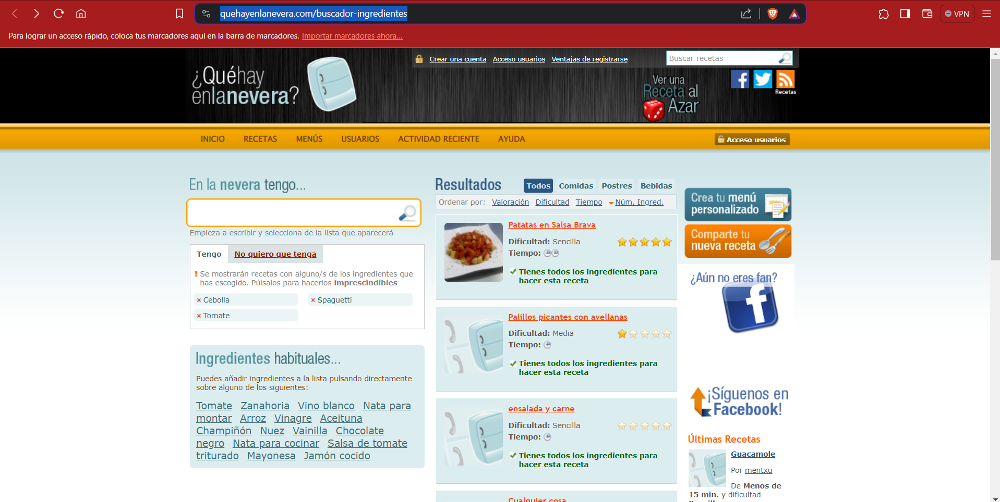 quehayenlanevera.com/buscador-ingredientes
VPN
Para lograr un acceso rápido, coloca tus marcadores aquí en la barra de marcadores. Importar marcadores ahora...
¿Quéhay
enlanevera?
Crear una cuenta Acceso usuarios Ventajas de registrarse
Buscar recetas
Ver una
Receta al
Azar
Recetas
INICIO RECETAS MENÚS USUARIOS ACTIVIDAD RECIENTE AYUDA
Acceso usuarios
En la nevera tengo...
Empieza a escribir y selecciona de la lista que aparecerá
Tengo No quiero que tenga
! Se mostrarán recetas con alguno/s de los ingredientes que
has escogido. Púlsalos para hacerlos imprescindibles
× Cebolla × Spaguetti
× Tomate
Ingredientes habituales...
Puedes añadir ingredientes a la lista pulsando directamente
sobre alguno de los siguientes:
Tomate Zanahoria Vino blanco Nata para
montar Arroz Vinagre Aceituna
Champiñón Nuez Vainilla Chocolate
negro Nata para cocinar Salsa de tomate
triturado Mayonesa Jamón cocido
Resultados
Todos Comidas Postres Bebidas
Ordenar por: Valoración Dificultad Tiempo Núm. Ingred.
Patatas en Salsa Brava
Dificultad: Sencilla
Tiempo:
Tienes todos los ingredientes para
hacer esta receta
Palillos picantes con avellanas
Dificultad: Media
Tiempo:
Tienes todos los ingredientes para
hacer esta receta
ensalada y carne
Dificultad: Sencilla
Tiempo:
Tienes todos los ingredientes para
hacer esta receta
Cualquier cosa
Crea tu menú
personalizado
Comparte tu
nueva receta
¿Aún no eres fan?
f
¡Síguenos en
Facebook!
Últimas Recetas
Guacamole
Por mentxu
De Menos de
15 min. y dificultad